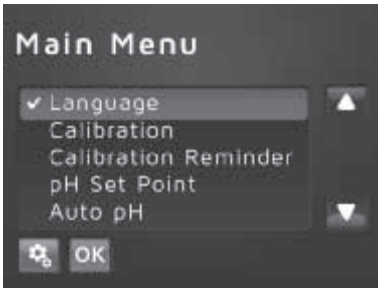 Main Menu
Language
Calibration
Calibration Reminder
pH Set Point
Auto pH
OK